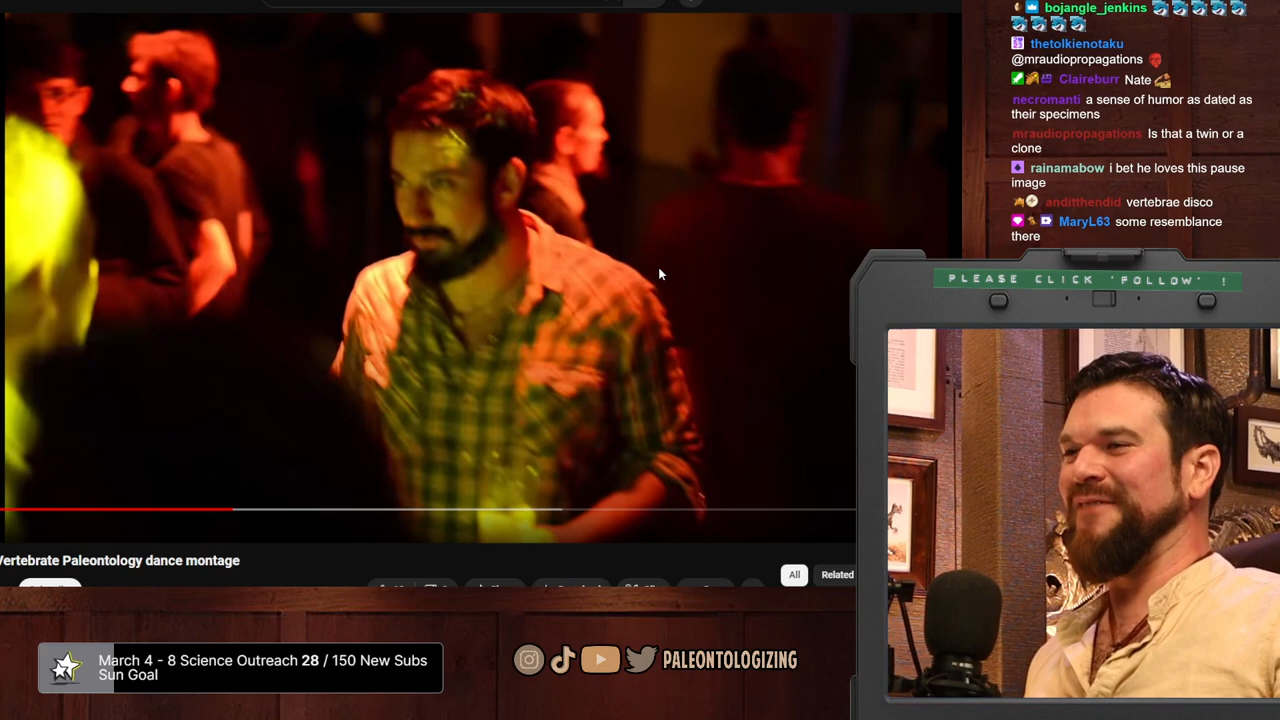 bojangle_jenkins
thetolkienotaku
@mraudiopropagations
Claireburr Nate
necromanti a sense of humor as dated as
their specimens
mraudiopropagations Is that a twin or a
clone
rainamabow i bet he loves this pause
image
anditthendid vertebrae disco
MaryL63 some resemblance
there
PLEASE CLICK 'FOLLOW' !
Vertebrate Paleontology dance montage
All
Related
March 4 - 8 Science Outreach 28 / 150 New Subs
Sun Goal
PALEONTOLOGIZING